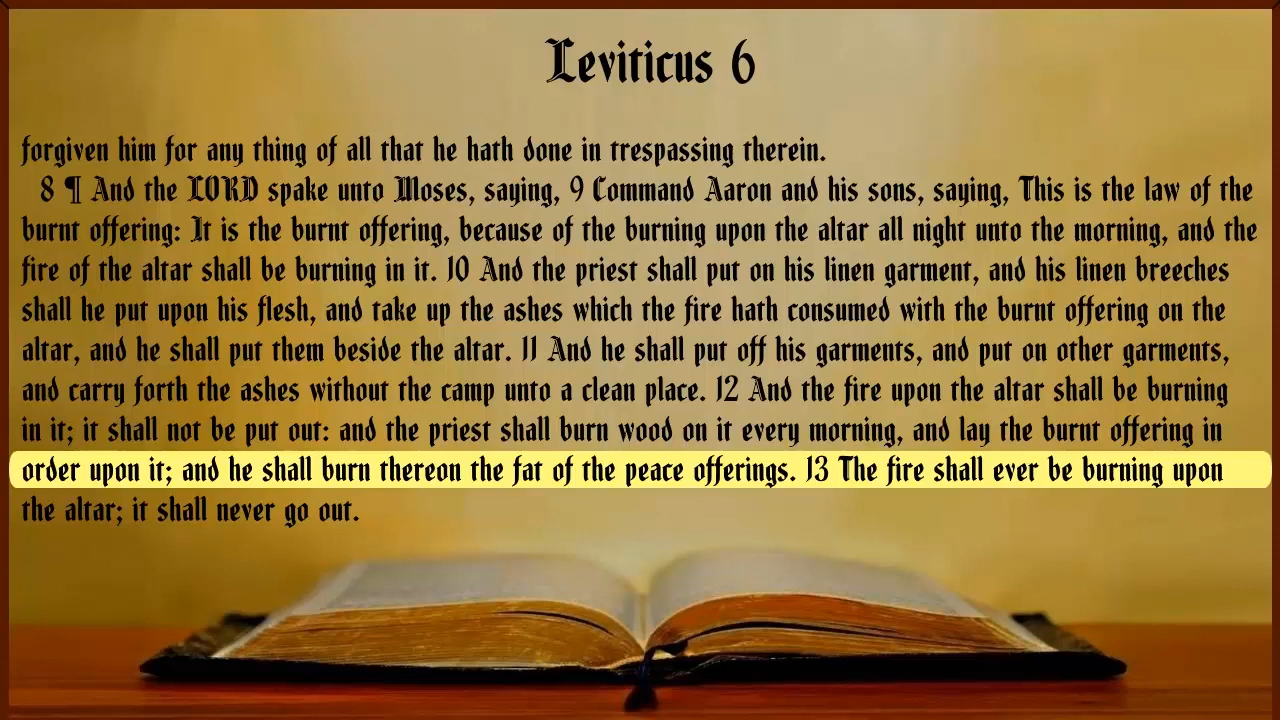 Leviticus 6
forgiven him for any thing of all that he hath done in trespassing therein.
8 ¶ And the LORD spake unto Moses, saying, 9 Command Aaron and his sons, saying, This is the law of the
burnt offering: It is the burnt offering, because of the burning upon the altar all night unto the morning, and the
fire of the altar shall be burning in it. 10 And the priest shall put on his linen garment, and his linen breeches
shall he put upon his flesh, and take up the ashes which the fire hath consumed with the burnt offering on the
altar, and he shall put them beside the altar. 11 And he shall put off his garments, and put on other garments,
and carry forth the ashes without the camp unto a clean place. 12 And the fire upon the altar shall be burning
in it; it shall not be put out: and the priest shall burn wood on it every morning, and lay the burnt offering in
order upon it; and he shall burn thereon the fat of the peace offerings. 13 The fire shall ever be burning upon
the altar; it shall never go out.